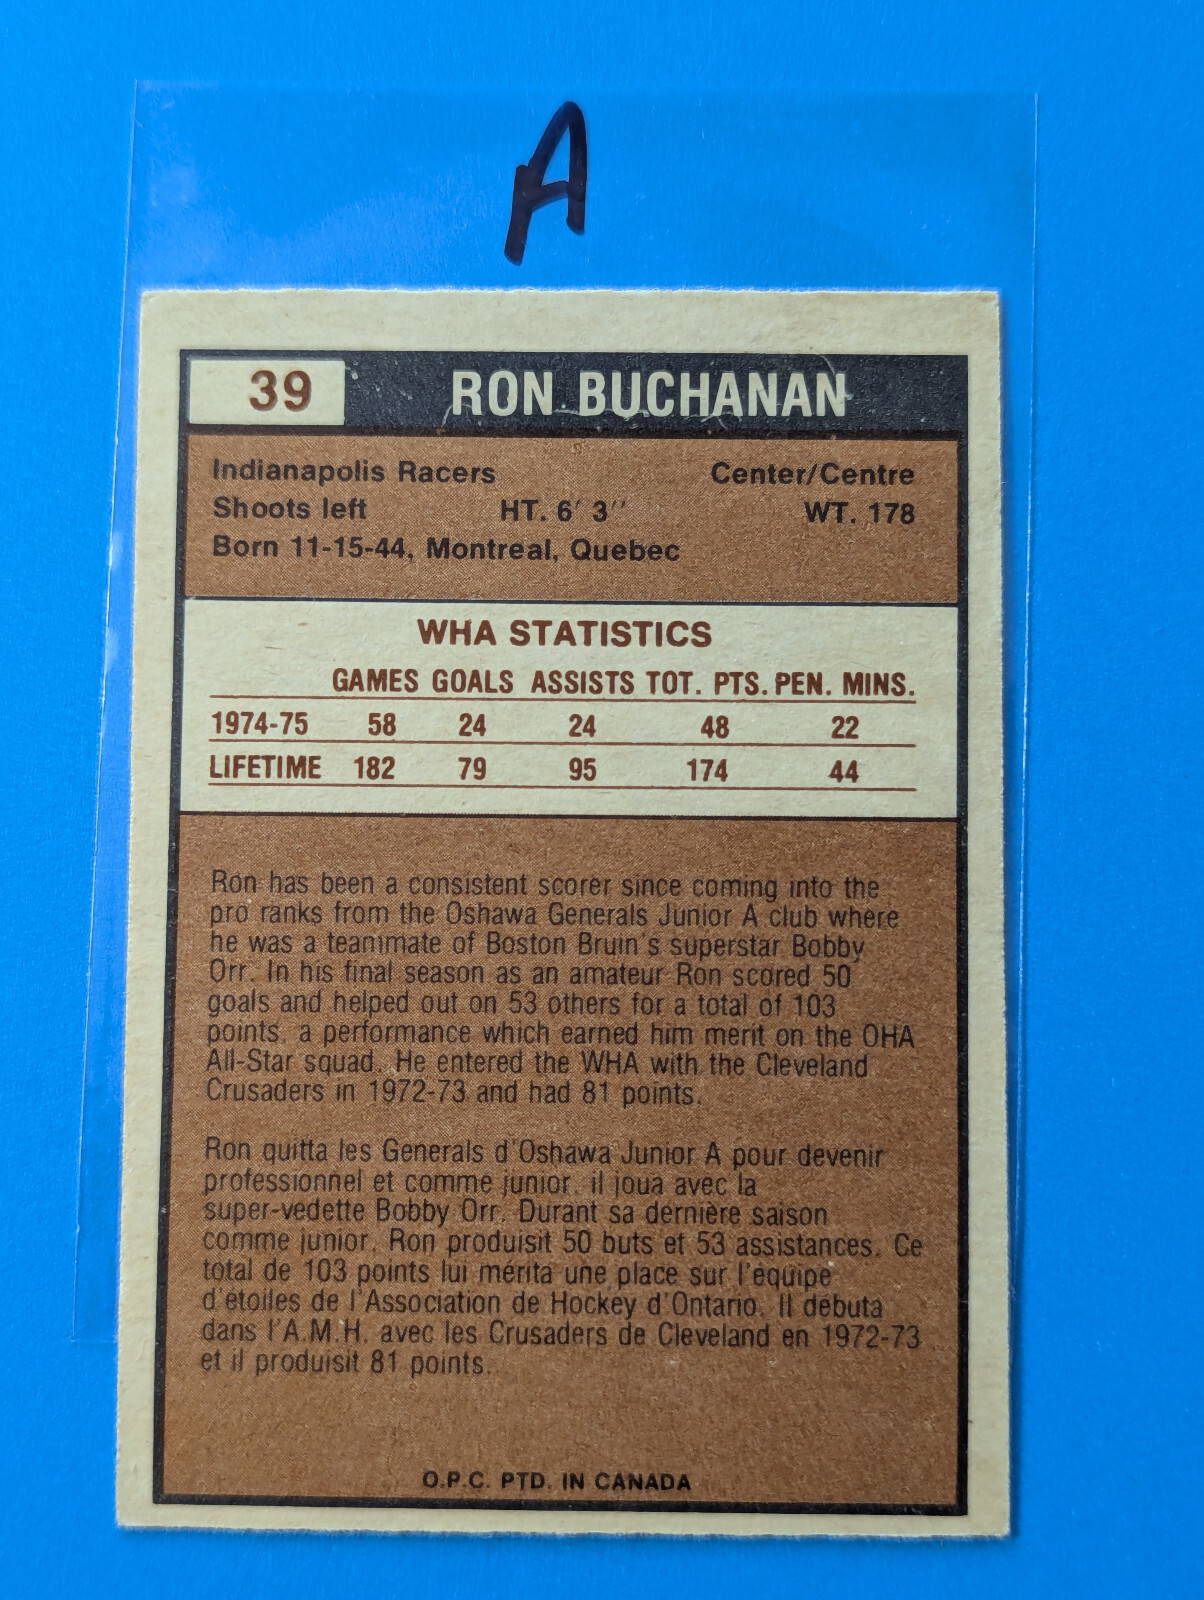 A
39 RON BUCHANAN
Indianapolis Racers Center/Centre
Shoots left HT. 6' 3'' WT. 178
Born 11-15-44, Montreal, Quebec
WHA STATISTICS
GAMES GOALS ASSISTS TOT. PTS. PEN. MINS.
1974-75 58 24 24 48 22
LIFETIME 182 79 95 174 44
Ron has been a consistent scorer since coming into the
pro ranks from the Oshawa Generals Junior A club where
he was a teammate of Boston Bruin's superstar Bobby
Orr. In his final season as an amateur Ron scored 50
goals and helped out on 53 others for a total of 103
points, a performance which earned him merit on the OHA
All-Star squad. He entered the WHA with the Cleveland
Crusaders in 1972-73 and had 81 points.
Ron quitta les Generals d'Oshawa Junior A pour devenir
professionnel et comme junior, il joua avec la
super-vedette Bobby Orr. Durant sa dernière saison
comme junior, Ron produisit 50 buts et 53 assistances. Ce
total de 103 points lui mérita une place sur l'équipe
d'étoiles de l'Association de Hockey d'Ontario. Il débuta
dans l'A.M.H. avec les Crusaders de Cleveland en 1972-73
et il produisit 81 points.
O.P.C. PTD. IN CANADA